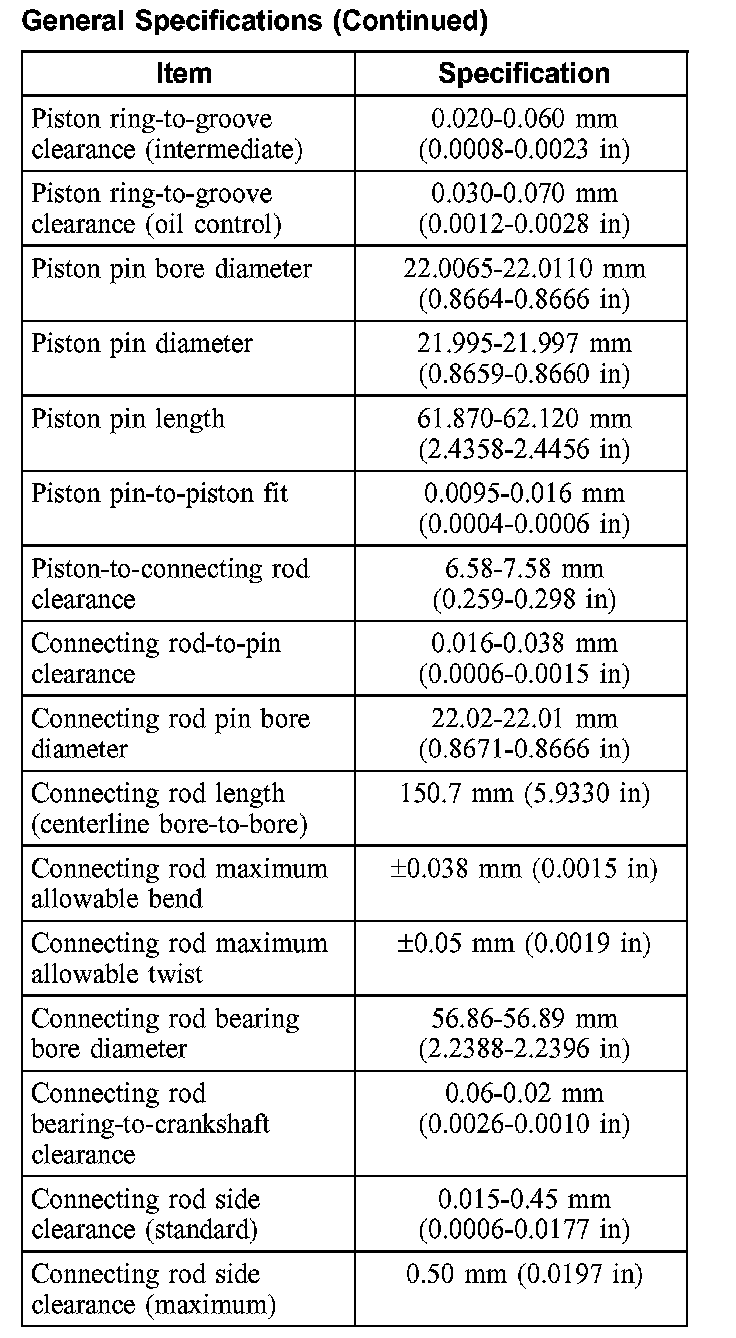 General Specifications (Continued)
Item Specification
Piston ring-to-groove 0.020-0.060 mm
clearance (intermediate) (0.0008-0.0023 in)
Piston ring-to-groove 0.030-0.070 mm
clearance (oil control) (0.0012-0.0028 in)
Piston pin bore diameter 22.0065-22.0110 mm
(0.8664-0.8666 in)
Piston pin diameter 21.995-21.997 mm
(0.8659-0.8660 in)
Piston pin length 61.870-62.120 mm
(2.4358-2.4456 in)
Piston pin-to-piston fit 0.0095-0.016 mm
(0.0004-0.0006 in)
Piston-to-connecting rod 6.58-7.58 mm
clearance (0.259-0.298 in)
Connecting rod-to-pin 0.016-0.038 mm
clearance (0.0006-0.0015 in)
Connecting rod pin bore 22.02-22.01 mm
diameter (0.8671-0.8666 in)
Connecting rod length 150.7 mm (5.9330 in)
(centerline bore-to-bore)
Connecting rod maximum ±0.038 mm (0.0015 in)
allowable bend
Connecting rod maximum ±0.05 mm (0.0019 in)
allowable twist
Connecting rod bearing 56.86-56.89 mm
bore diameter (2.2388-2.2396 in)
Connecting rod 0.06-0.02 mm
bearing-to-crankshaft (0.0026-0.0010 in)
clearance
Connecting rod side 0.015-0.45 mm
clearance (standard) (0.0006-0.0177 in)
Connecting rod side 0.50 mm (0.0197 in)
clearance (maximum)